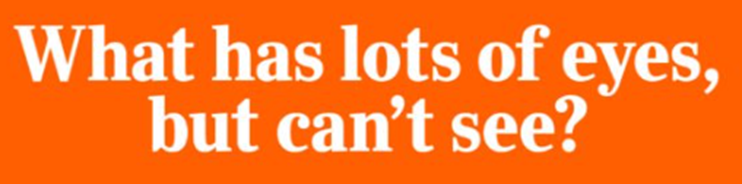 What has lots of eyes,
but can’t see?